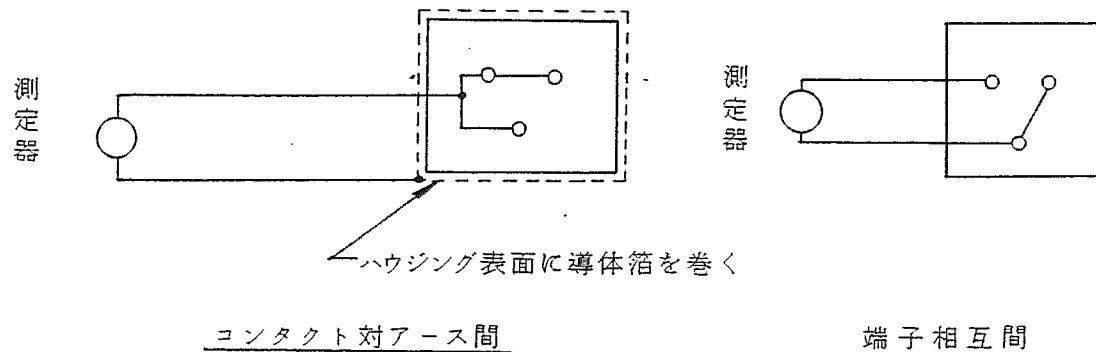 測定器
測定器
ハウジング表面に導体箔を巻く
コンタクト対アース間
端子相互間